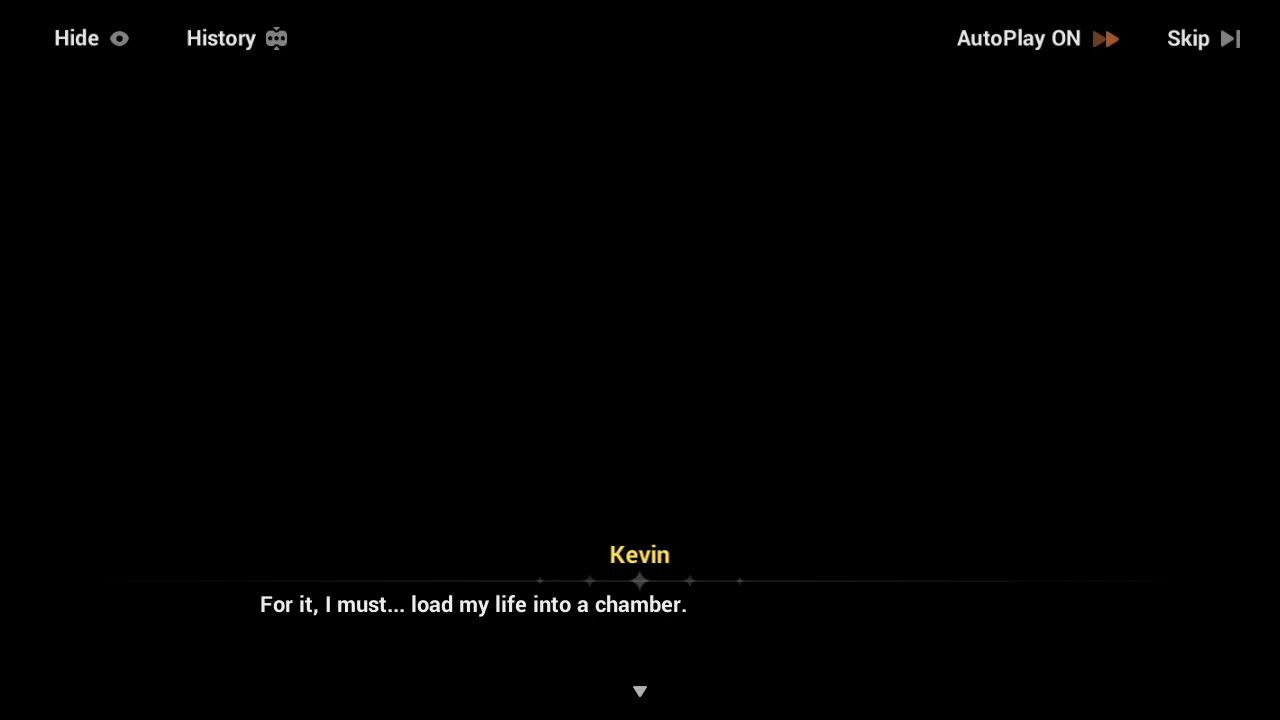 Hide
History
AutoPlay ON
Skip
Kevin
For it, I must... load my life into a chamber.